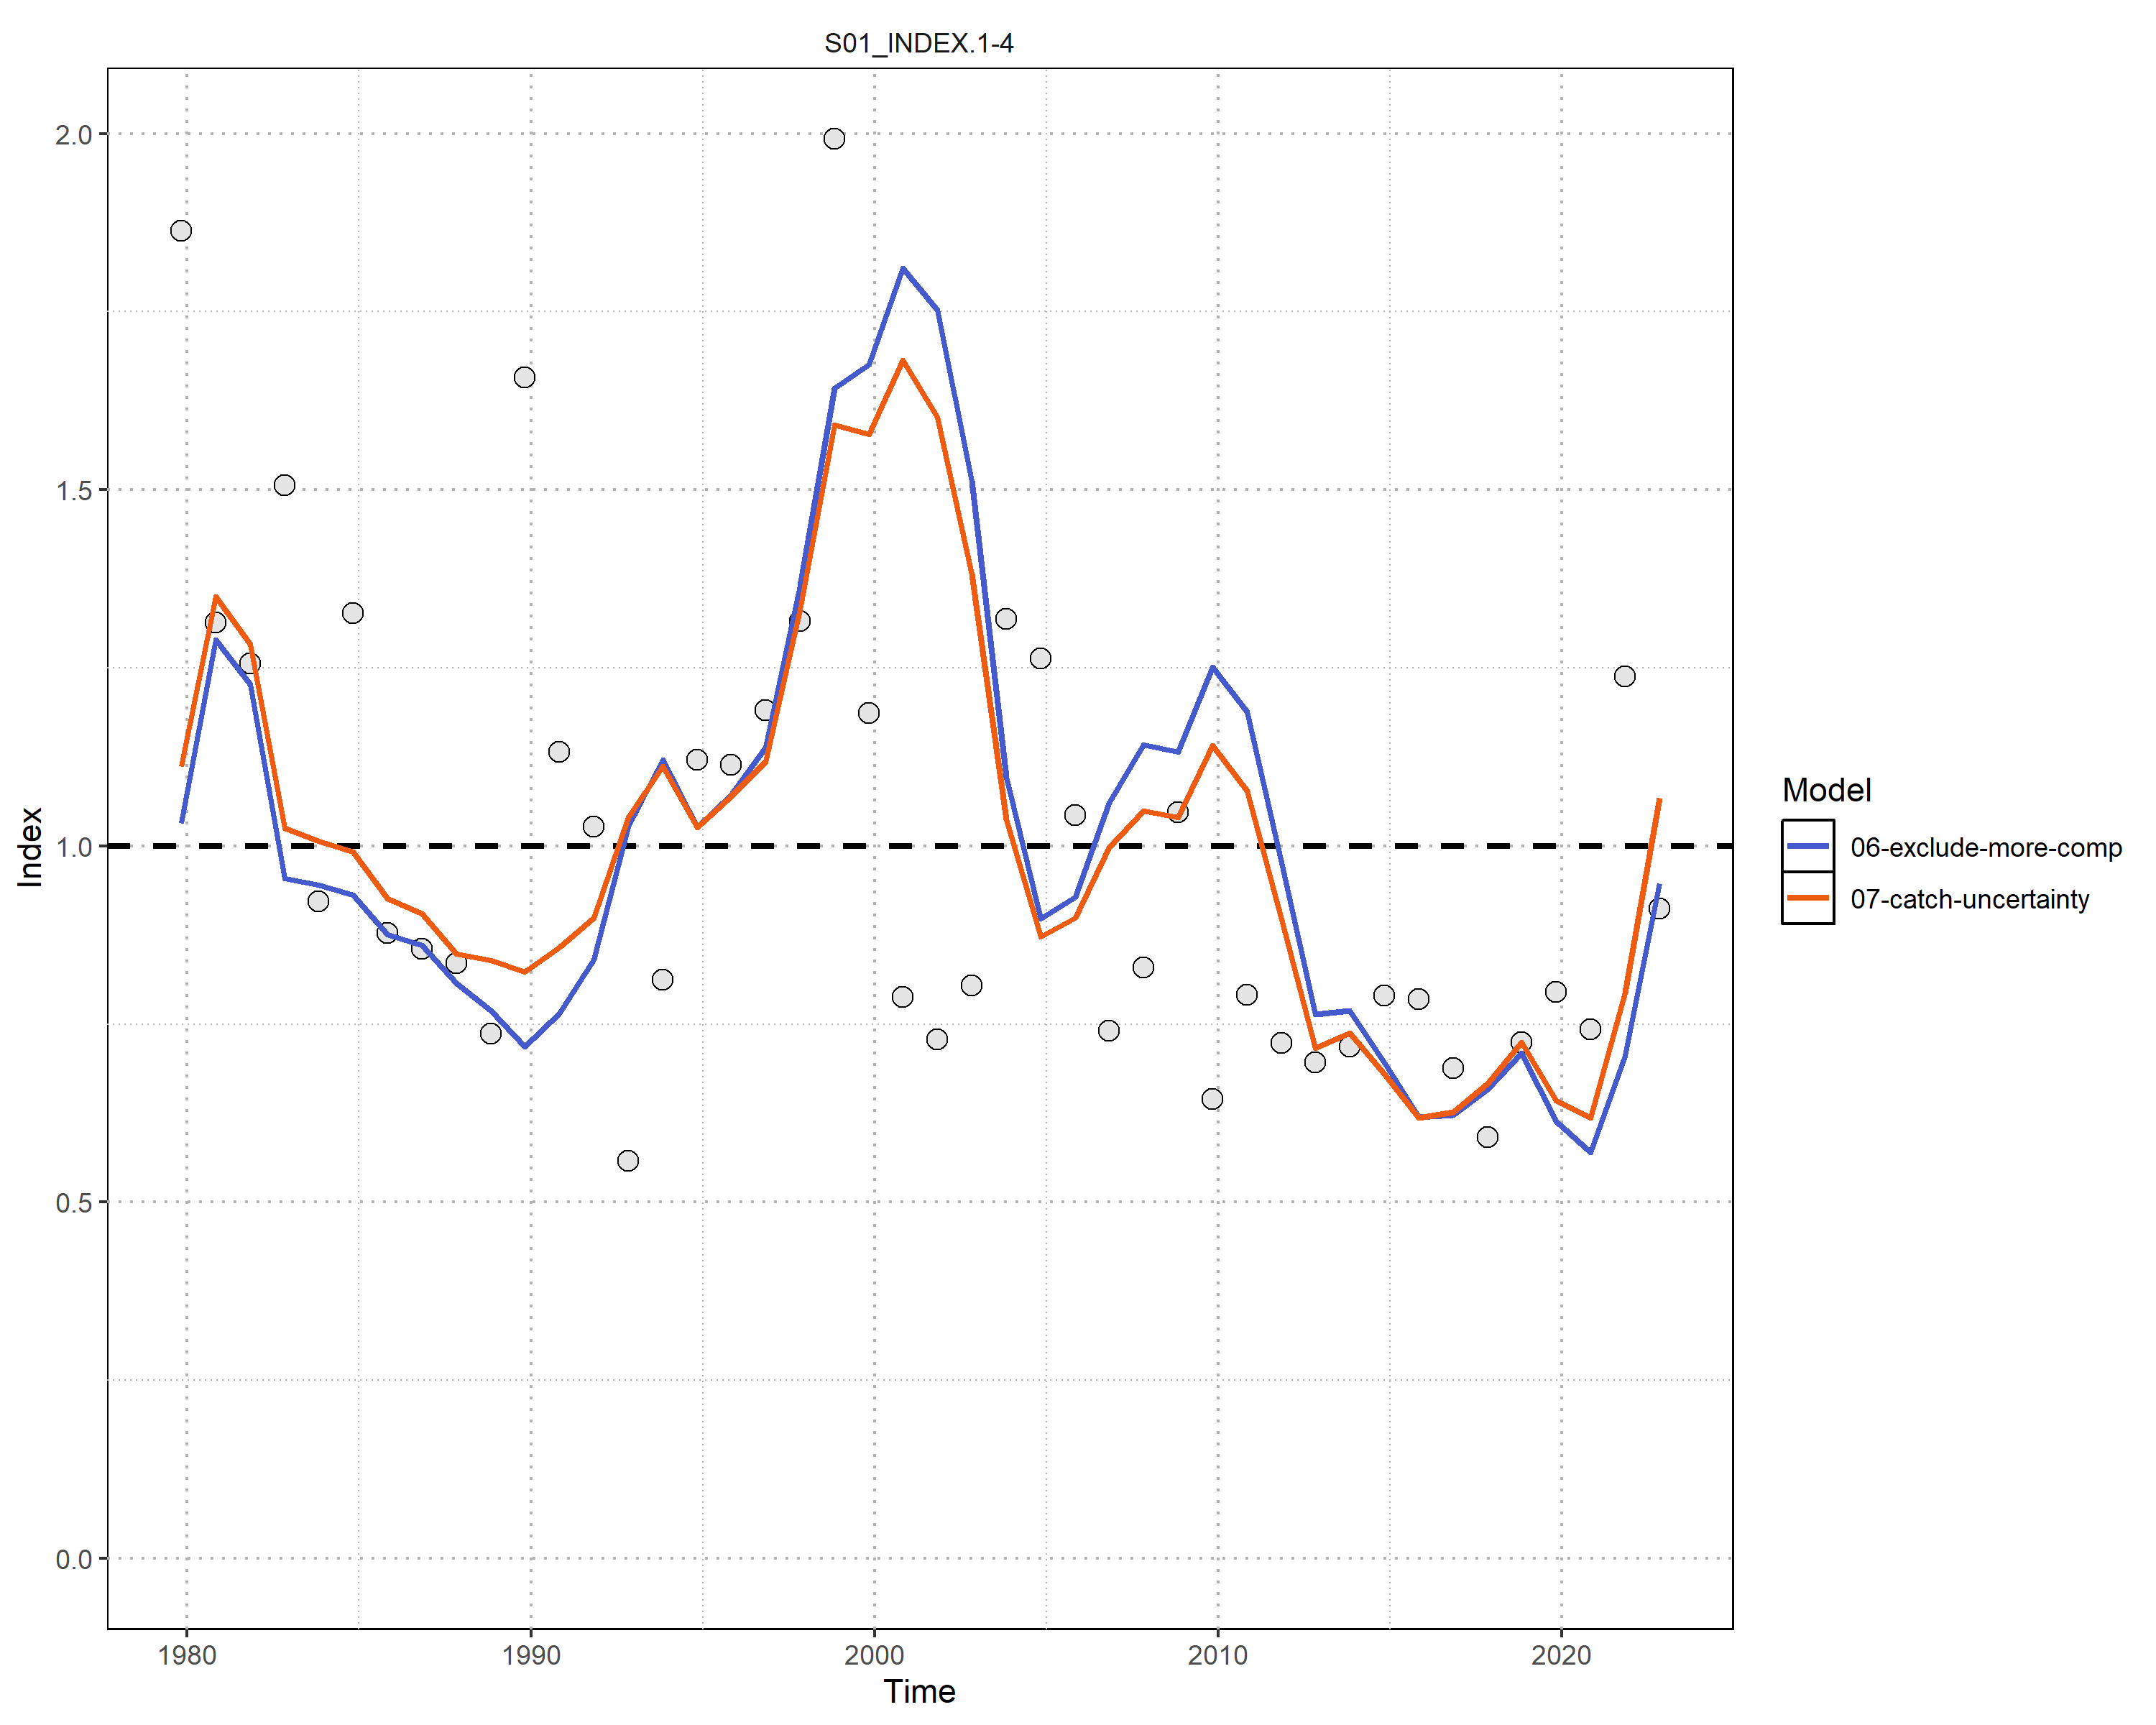 S01_INDEX.1-4
2.0
1.5
1.0
0.5
0.0
Index
1980
1990
2000
2010
2020
Time
Model
06-exclude-more-comp
07-catch-uncertainty